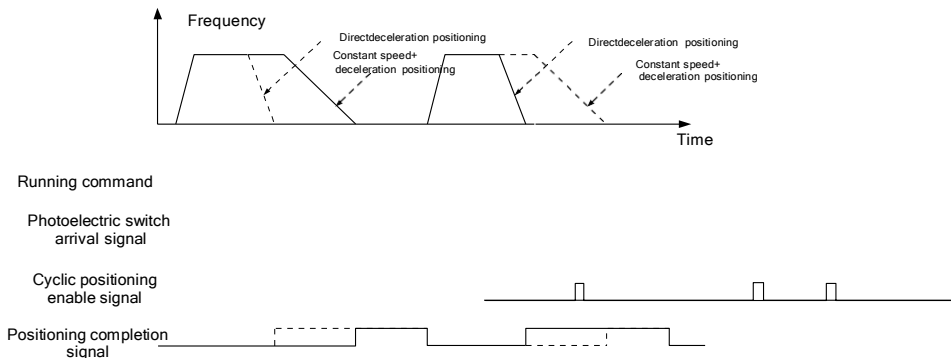 Frequency
Directdeceleration positioning
Constant speed+
deceleration positioning
Directdeceleration positioning
Constant speed+
deceleration positioning
Time
Running command
Photoelectric switch
arrival signal
Cyclic positioning
enable signal
Positioning completion
signal